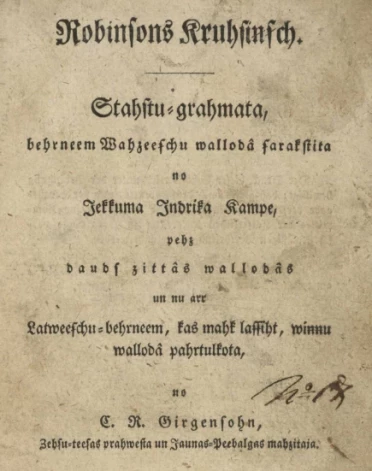 Robinſons Kruhſinſch.
Stahſtu-grahmata,
behrneem Wahzeeſchu wallodâ ſarakſtita
no
Jekkuma Indrika Kampe,
pehz
daudſ zittâs wallodâs
un nu arr
Latweeſchu-behrneem, kas mahk laſſiht, winnu
wallodâ pahrtulkota,
no
C. R. Girgenſohn,
Zehſu-teeſas prahweſta un Jaunas-Peebalgas mahzitaja.